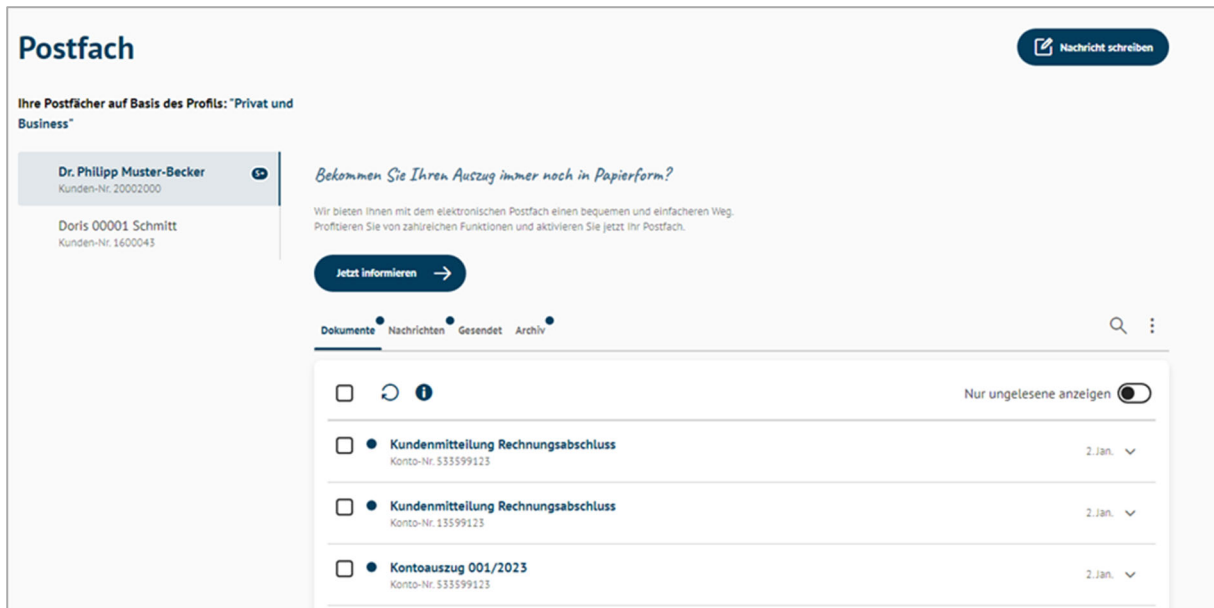 Postfach
Nachricht schreiben
Ihre Postfächer auf Basis des Profils: "Privat und
Business"
Dr. Philipp Muster-Becker
Kunden-Nr. 20002000
Doris 00001 Schmitt
Kunden-Nr. 1600043
Bekommen Sie Ihren Auszug immer noch in Papierform?
Wir bieten Ihnen mit dem elektronischen Postfach einen bequemen und einfacheren Weg.
Profitieren Sie von zahlreichen Funktionen und aktivieren Sie jetzt Ihr Postfach.
Jetzt informieren
Dokumente Nachrichten Gesendet Archiv
Nur ungelesene anzeigen
Kundenmitteilung Rechnungsabschluss
Konto-Nr. 533599123
2. Jan.
Kundenmitteilung Rechnungsabschluss
Konto-Nr. 13599123
2. Jan.
Kontoauszug 001/2023
Konto-Nr. 533599123
2. Jan.